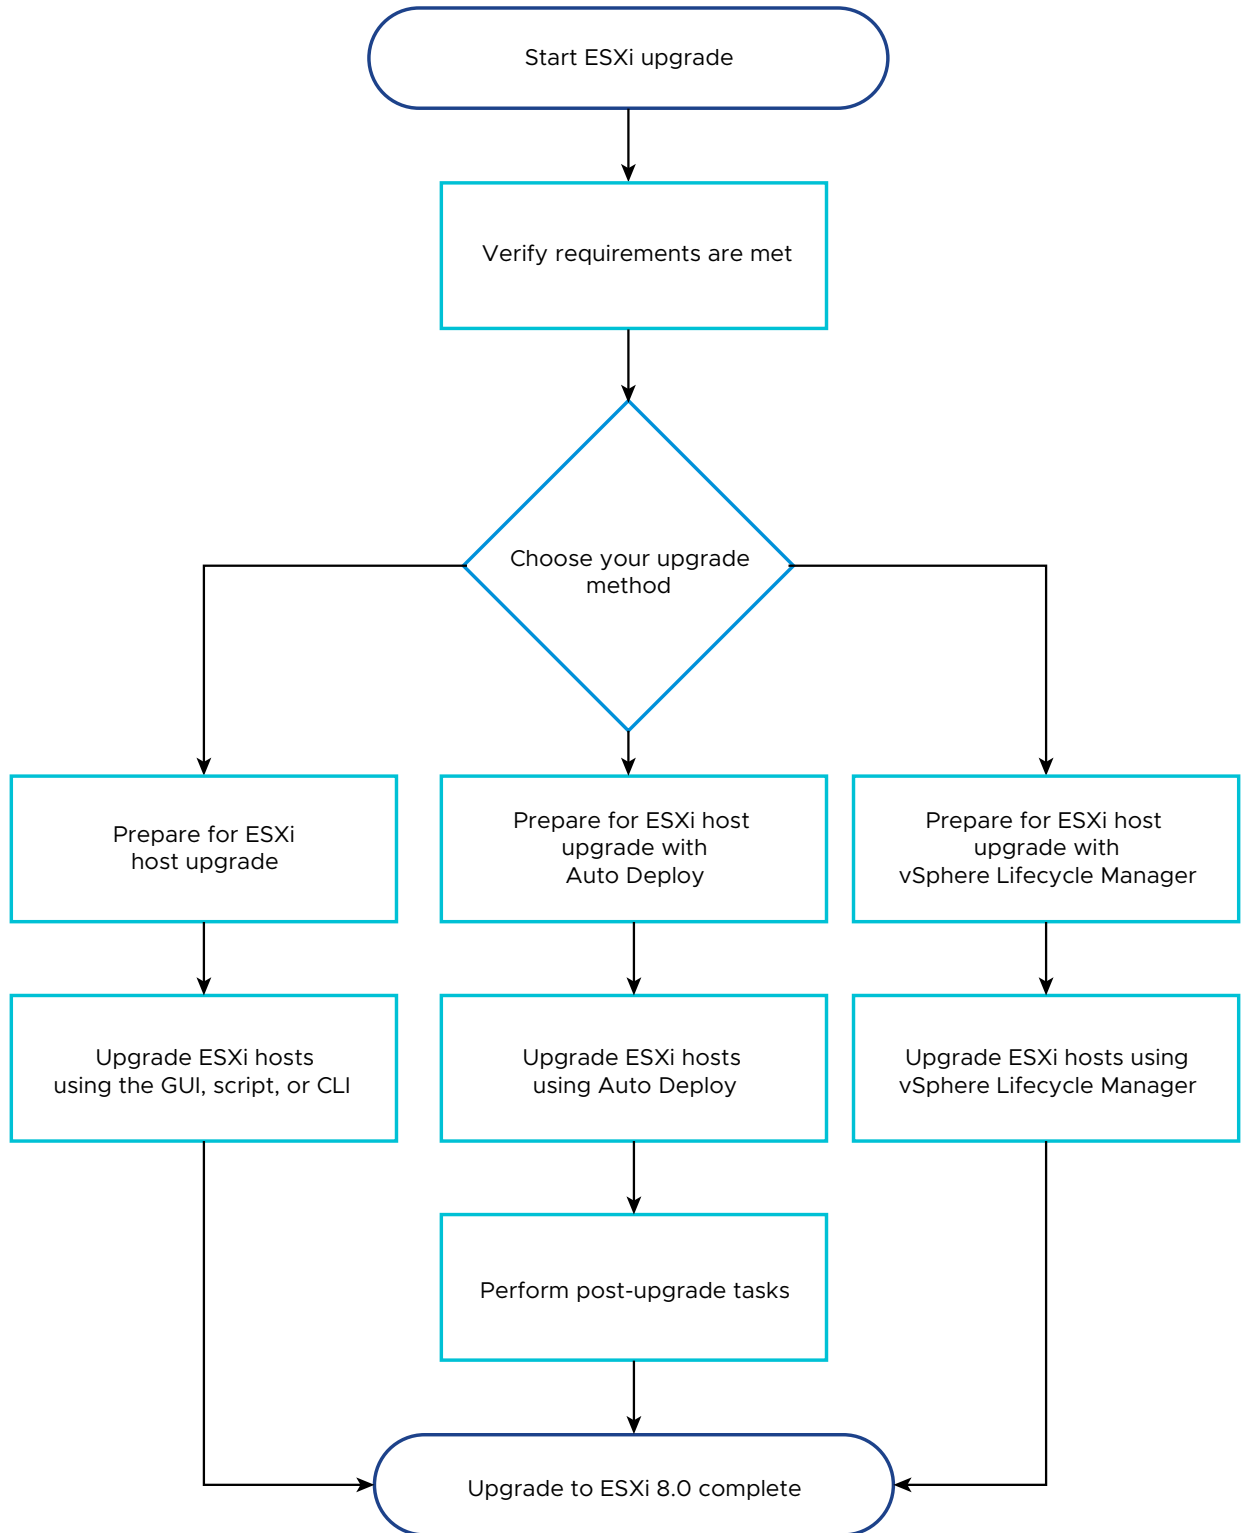 Start ESXi upgrade
Verify requirements are met
Choose your upgrade
method
Prepare for ESXi
host upgrade
Prepare for ESXi host
upgrade with
Auto Deploy
Prepare for ESXi host
upgrade with
vSphere Lifecycle Manager
Upgrade ESXi hosts
using the GUI, script, or CLI
Upgrade ESXi hosts
using Auto Deploy
Upgrade ESXi hosts using
vSphere Lifecycle Manager
Perform post-upgrade tasks
Upgrade to ESXi 8.0 complete